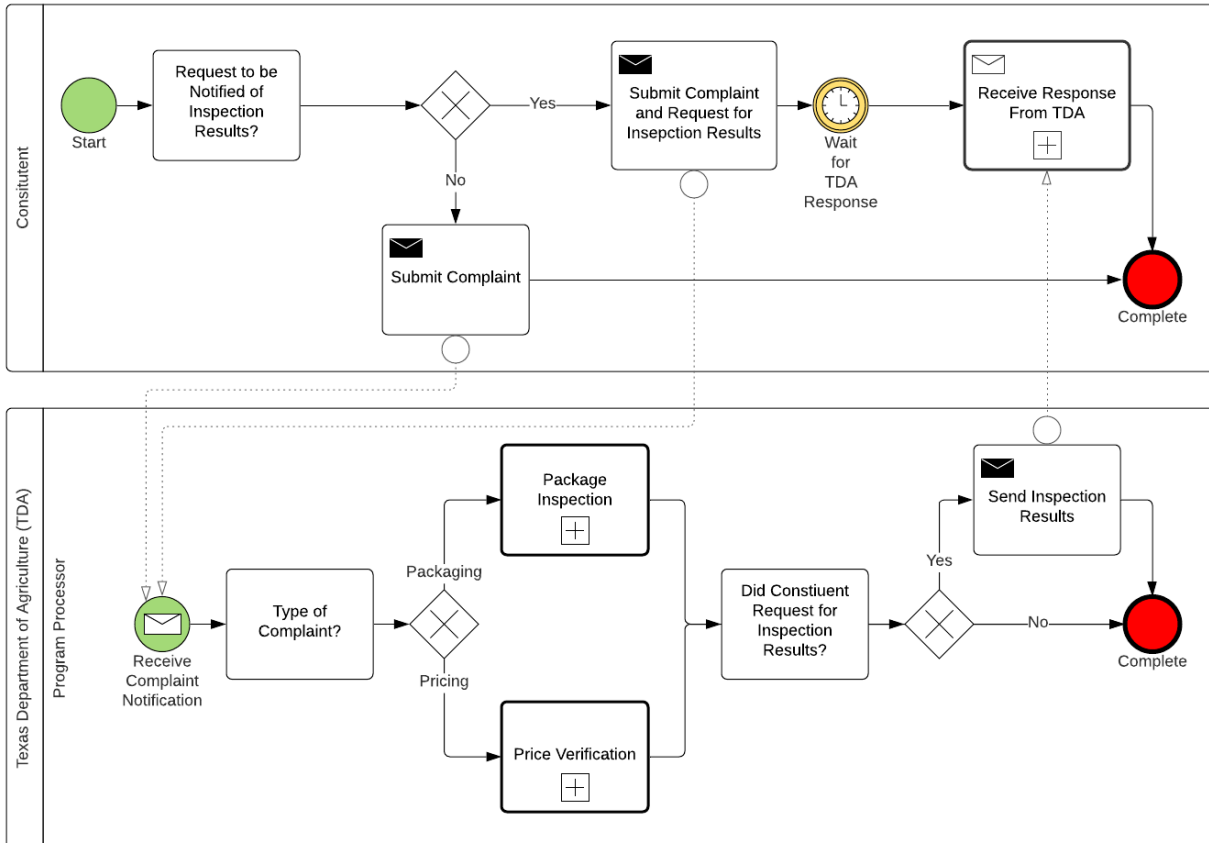 Consitutent
Start
Request to be
Notified of
Inspection
Results?
Yes
No
Submit Complaint
and Request for
Insepction Results
Wait
for
TDA
Response
Receive Response
From TDA
Submit Complaint
Complete
Texas Department of Agriculture (TDA)
Program Processor
Receive
Complaint
Notification
Type of
Complaint?
Packaging
Pricing
Package
Inspection
Price Verification
Did Constiuent
Request for
Inspection
Results?
Yes
No
Send Inspection
Results
Complete